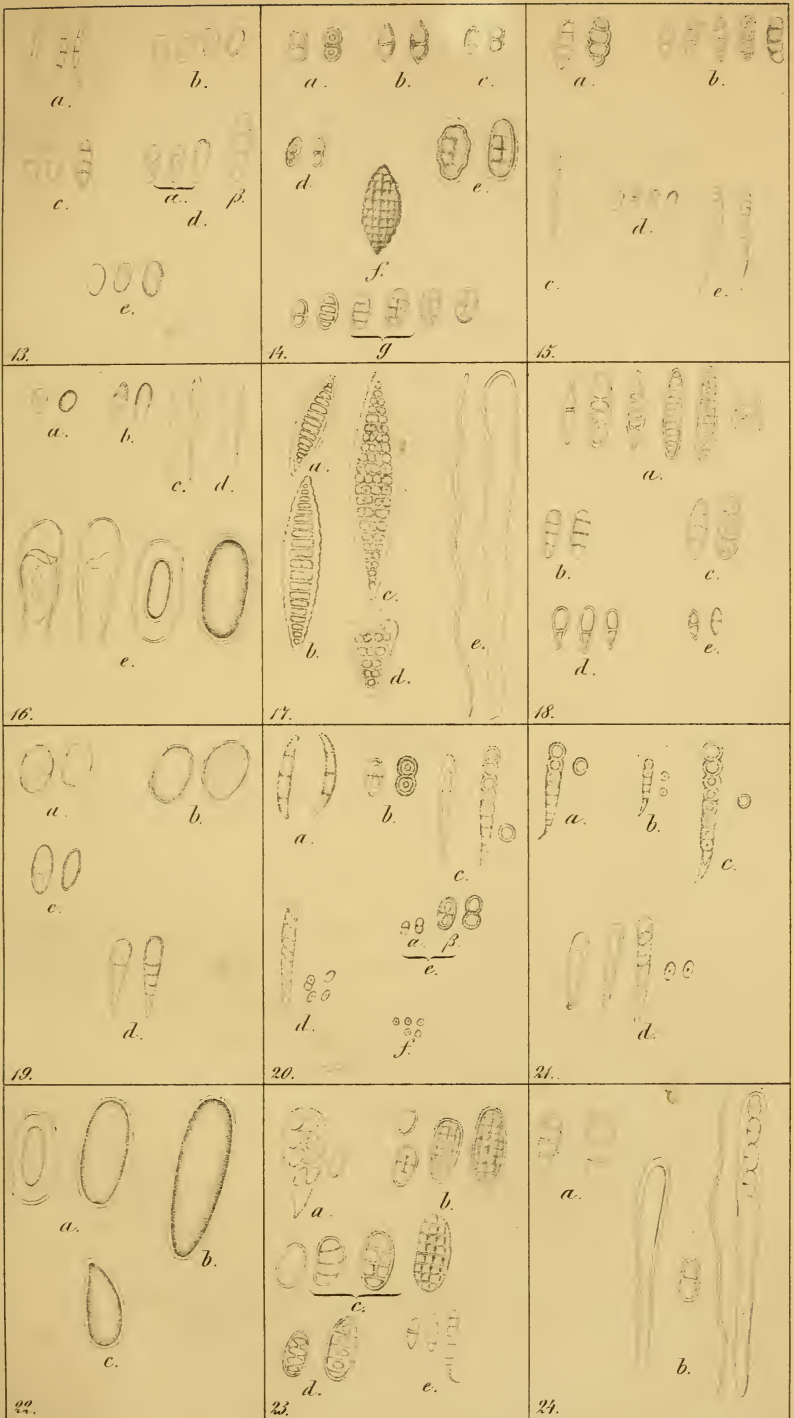 a. b.
c. a. β.
d.
e.
13.
a. b. c.
d. e.
f.
g
14.
a. b.
d.
c. e.
15.
a. b.
c. d.
e.
16.
a.
b. c.
d. e.
17.
a.
b. c.
d. e.
18.
a. b.
c.
d.
19.
a. b.
c.
a. β.
e.
d.
f.
20.
a. b.
c.
d.
21.
a.
b.
c.
22.
a. b.
c.
d. e.
23.
a.
b.
24.